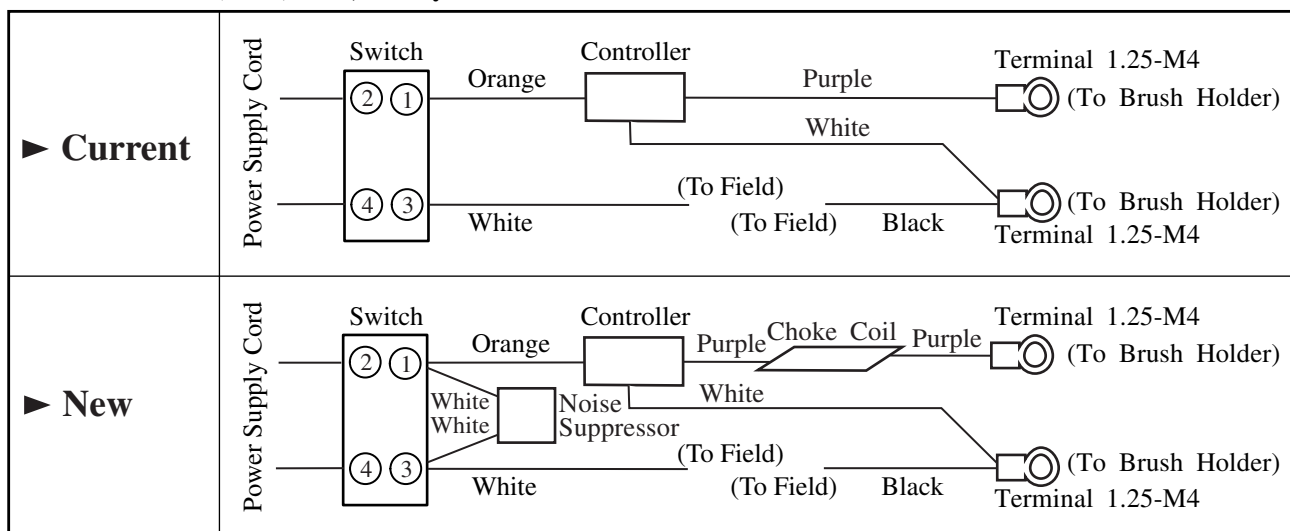 ► Current
Power Supply Cord
Switch
2 1
4 3
Orange
Controller
Purple
White
Terminal 1.25-M4
(To Brush Holder)
White
(To Field)
(To Field)
Black
(To Brush Holder)
Terminal 1.25-M4
► New
Power Supply Cord
Switch
2 1
4 3
Orange
Controller
Purple
Choke Coil
Purple
Terminal 1.25-M4
(To Brush Holder)
White
White
Noise
Suppressor
White
White
(To Field)
(To Field)
Black
(To Brush Holder)
Terminal 1.25-M4